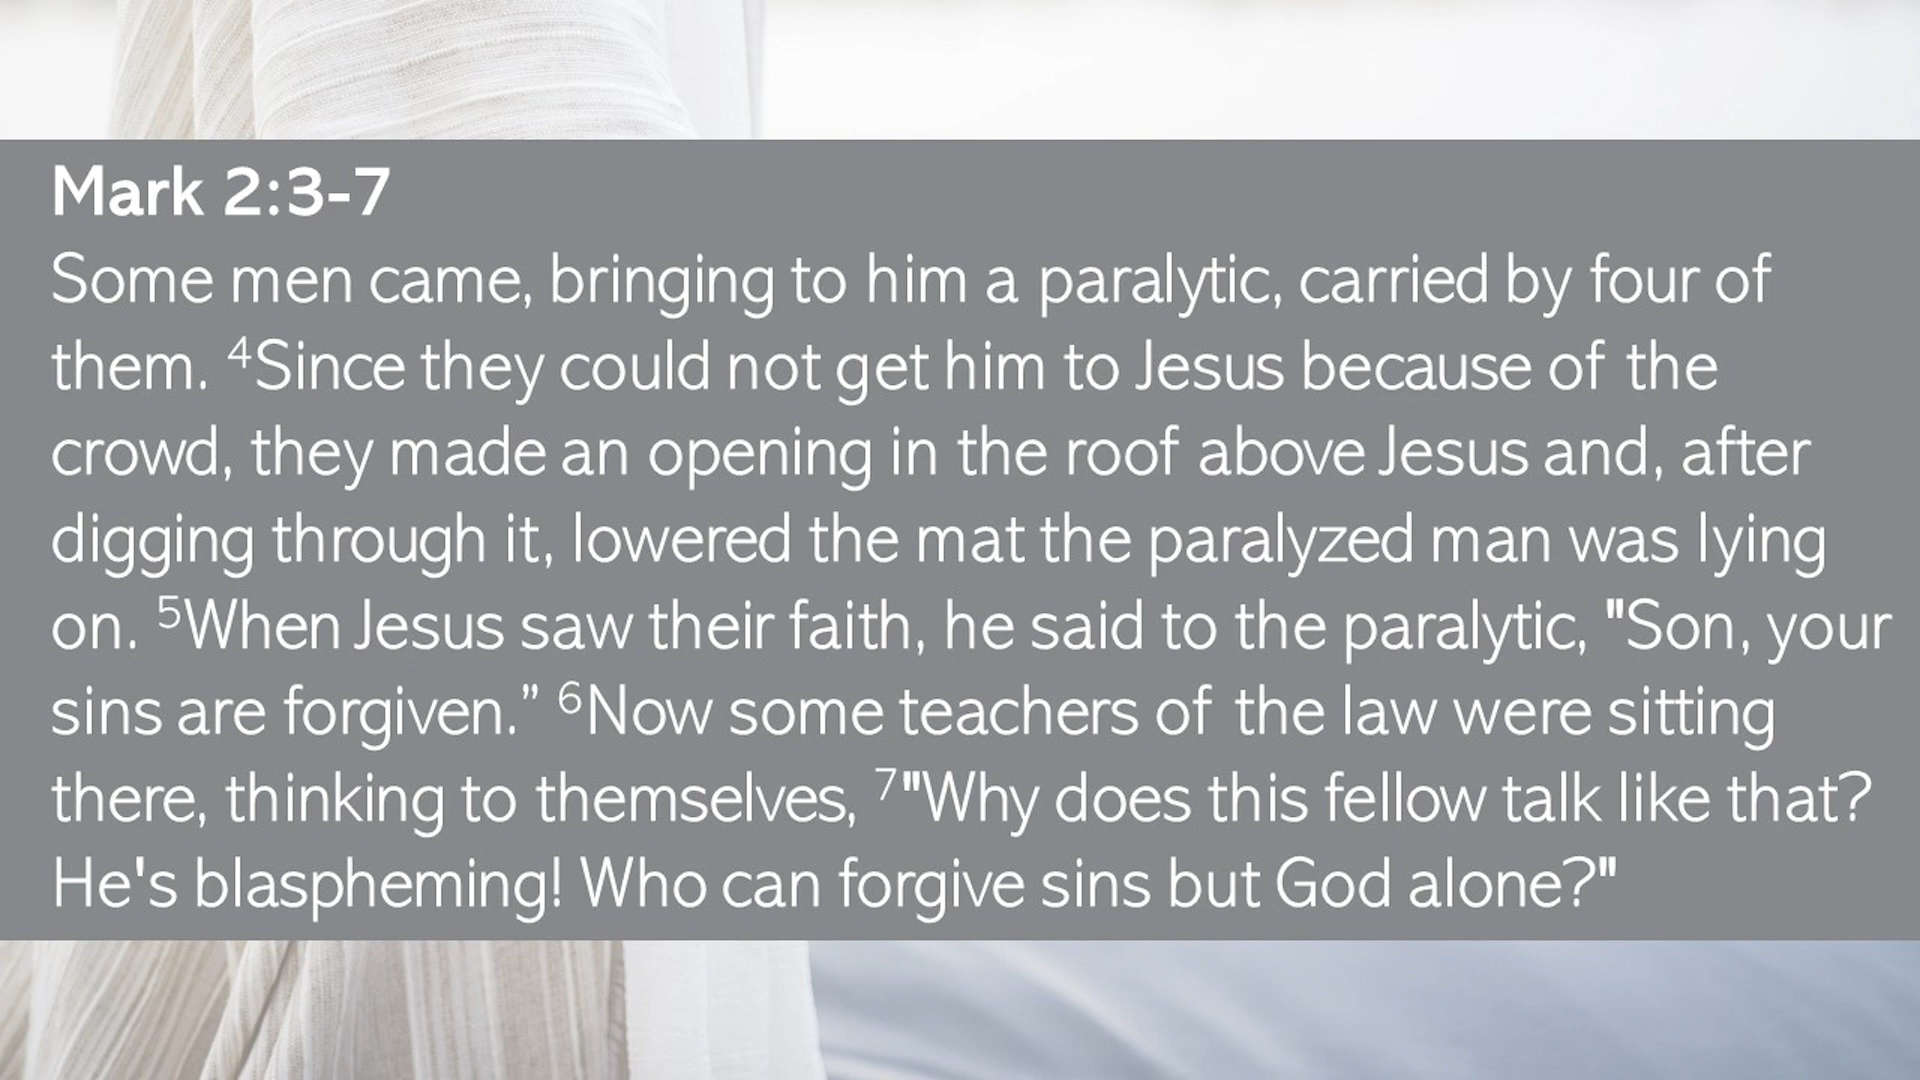 Mark 2:3-7
Some men came, bringing to him a paralytic, carried by four of
them. ⁴Since they could not get him to Jesus because of the
crowd, they made an opening in the roof above Jesus and, after
digging through it, lowered the mat the paralyzed man was lying
on. ⁵When Jesus saw their faith, he said to the paralytic, "Son, your
sins are forgiven.” ⁶Now some teachers of the law were sitting
there, thinking to themselves, ⁷"Why does this fellow talk like that?
He's blaspheming! Who can forgive sins but God alone?"